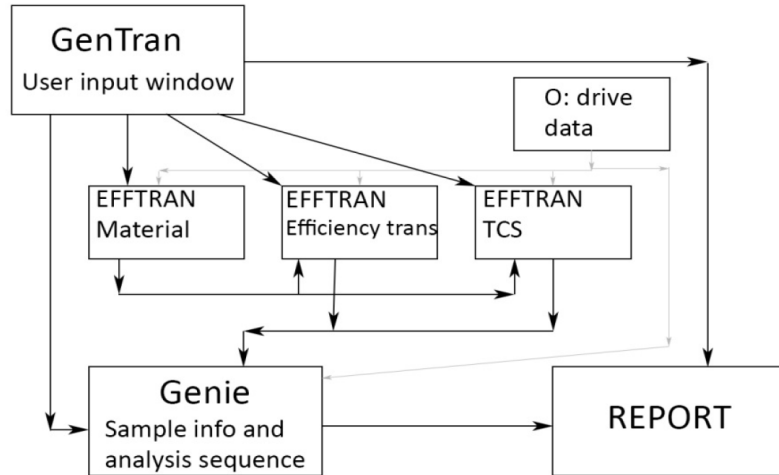 GenTran
User input window
O: drive
data
EFFTRAN
Material
EFFTRAN
Efficiency trans
EFFTRAN
TCS
Genie
Sample info and
analysis sequence
REPORT